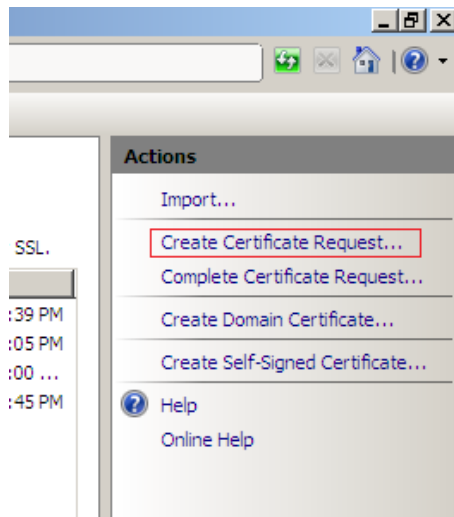 Actions
Import...
SSL.
Create Certificate Request...
Complete Certificate Request...
:39 PM
Create Domain Certificate...
:05 PM
:00 ...
Create Self-Signed Certificate...
:45 PM
Help
Online Help